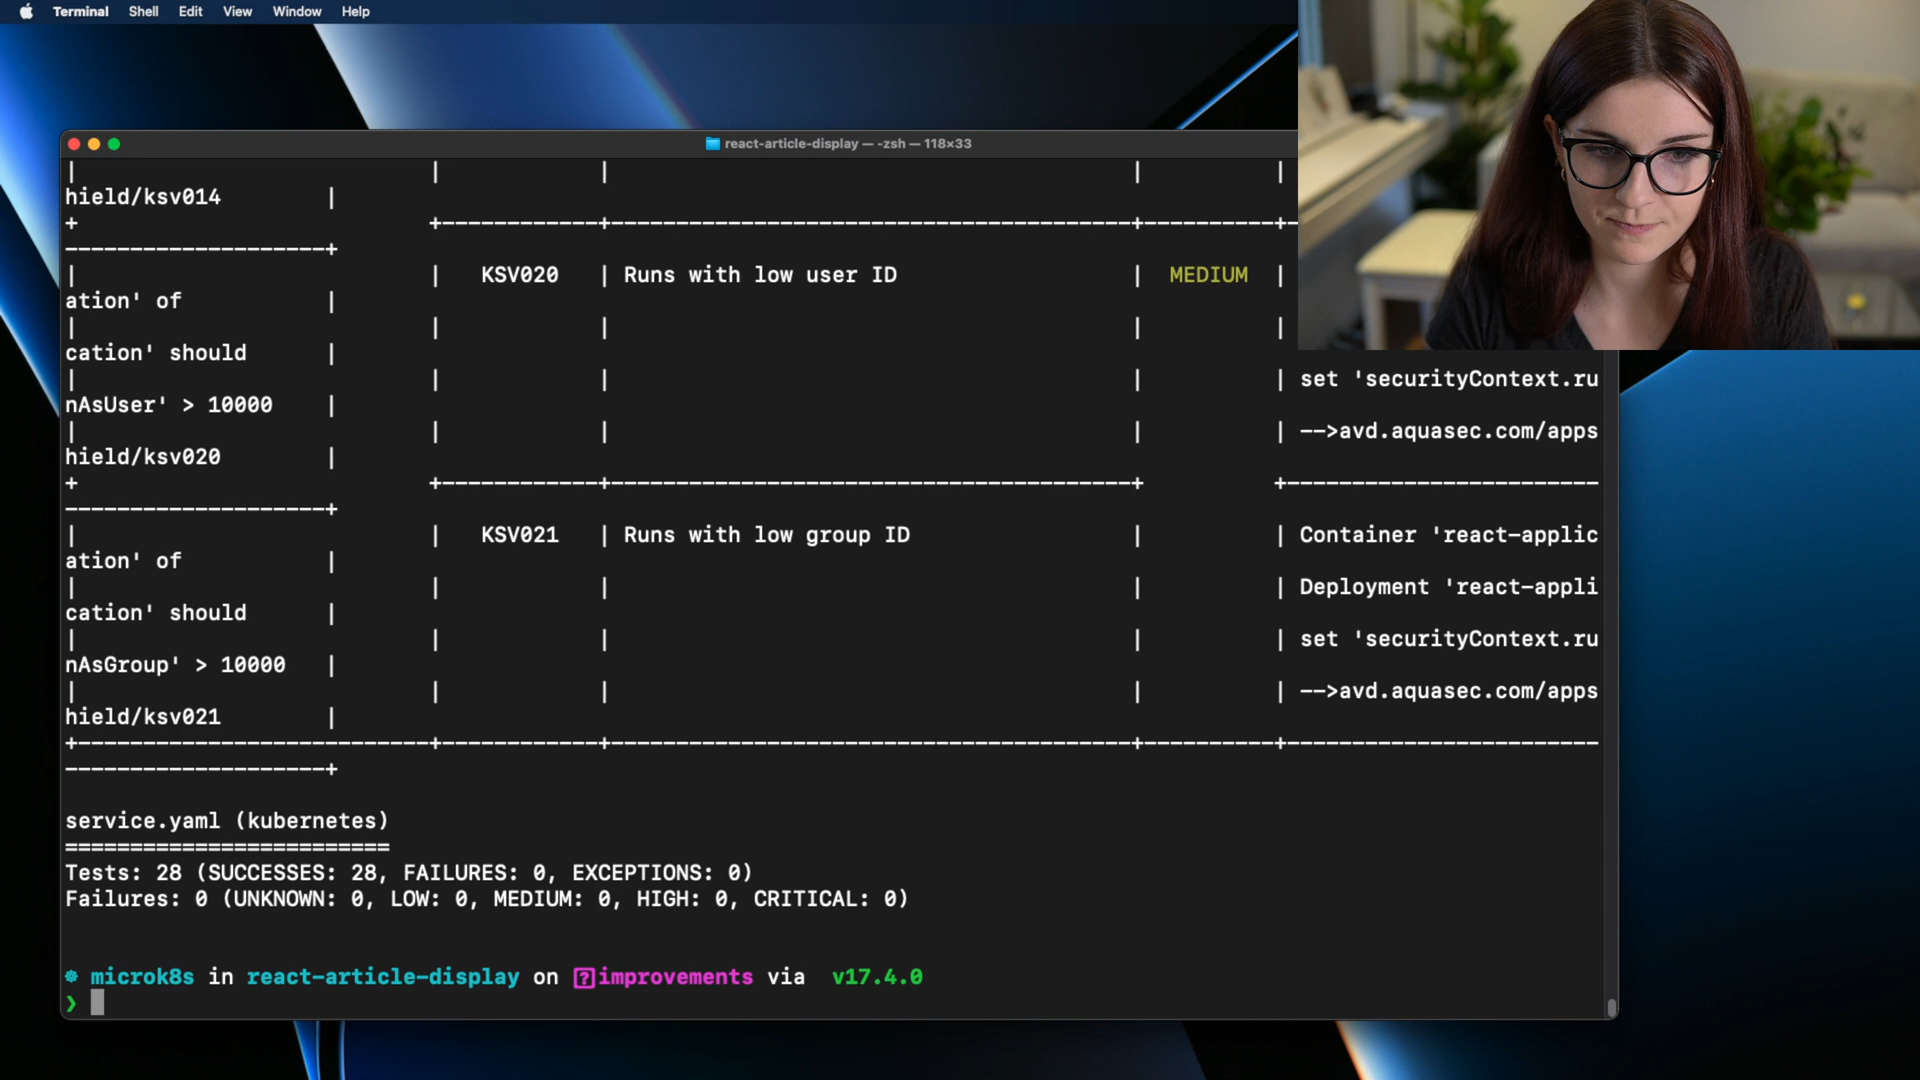 Terminal Shell Edit View Window Help
react-article-display — -zsh — 118×33
| | | | |
hield/ksv014 |
+ +------------+-----------------------------------------+----------+-
--------------------+
| | KSV020 | Runs with low user ID | MEDIUM |
ation' of |
| | | | |
cation' should |
| | | | | set 'securityContext.ru
nAsUser' > 10000 |
| | | | | -->avd.aquasec.com/apps
hield/ksv020 |
+ +------------+-----------------------------------------+ +------------------------
--------------------+
| | KSV021 | Runs with low group ID | | Container 'react-applic
ation' of |
| | | | | Deployment 'react-appli
cation' should |
| | | | | set 'securityContext.ru
nAsGroup' > 10000 |
| | | | | -->avd.aquasec.com/apps
hield/ksv021 |
+---------------------------+------------+-----------------------------------------+----------+------------------------
--------------------+
service.yaml (kubernetes)
=========================
Tests: 28 (SUCCESSES: 28, FAILURES: 0, EXCEPTIONS: 0)
Failures: 0 (UNKNOWN: 0, LOW: 0, MEDIUM: 0, HIGH: 0, CRITICAL: 0)
☸ microk8s in react-article-display on [?]improvements via v17.4.0
❯